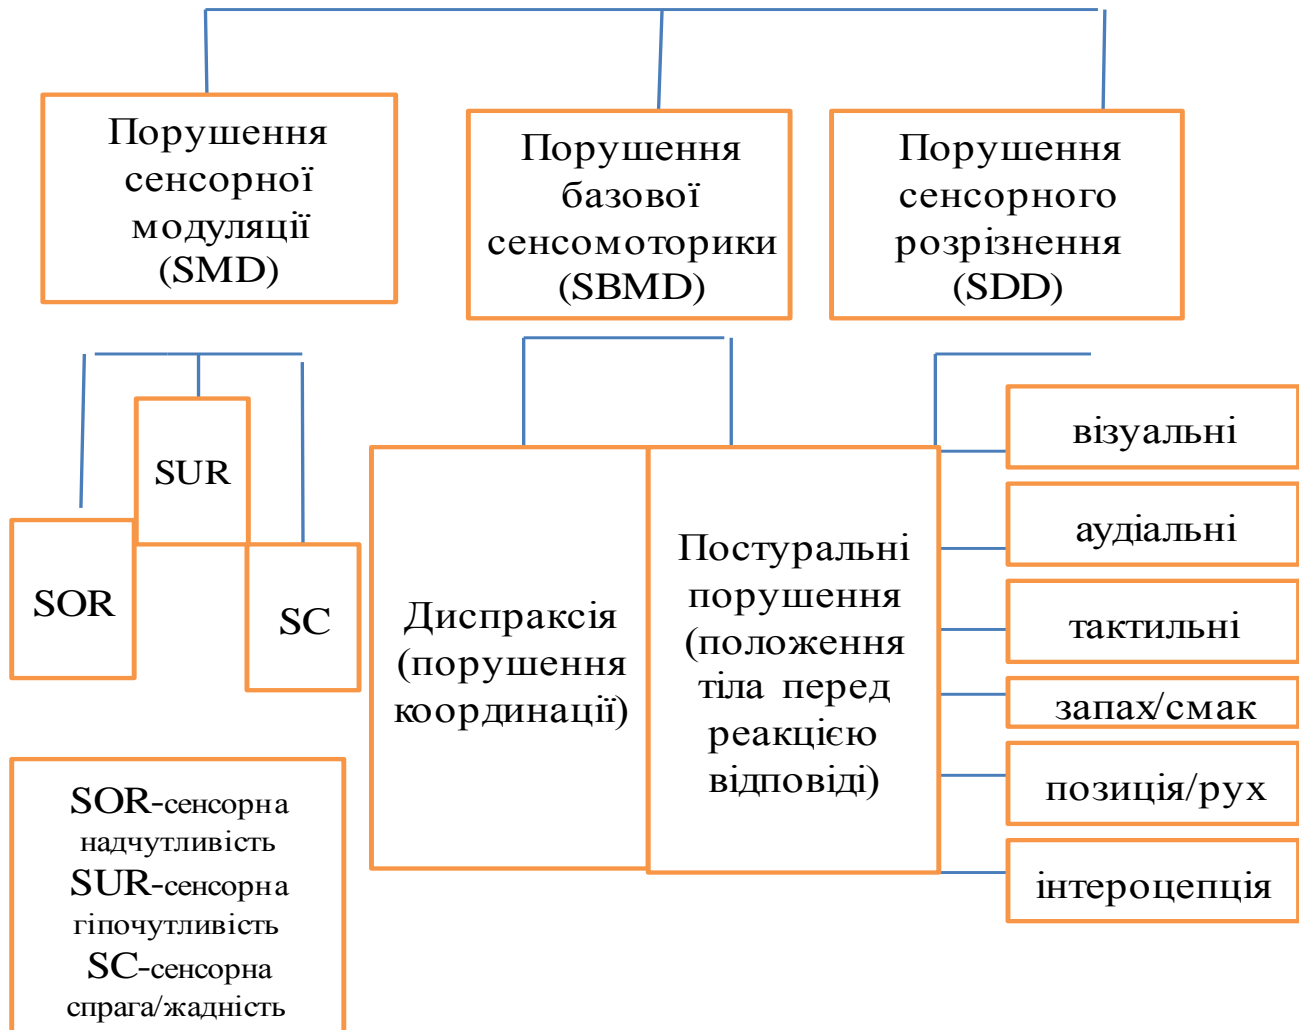 Порушення
сенсорної
модуляції
(SMD)
Порушення
базової
сенсомоторики
(SBMD)
Порушення
сенсорного
розрізнення
(SDD)
SUR
SOR
SC
Диспраксія
(порушення
координації)
Постуральні
порушення
(положення
тіла перед
реакцією
відповіді)
візуальні
аудіальні
тактильні
запах/смак
позиція/рух
інтероцепція
SOR-сенсорна
надчутливість
SUR-сенсорна
гіпочутливість
SC-сенсорна
спрага/жадність